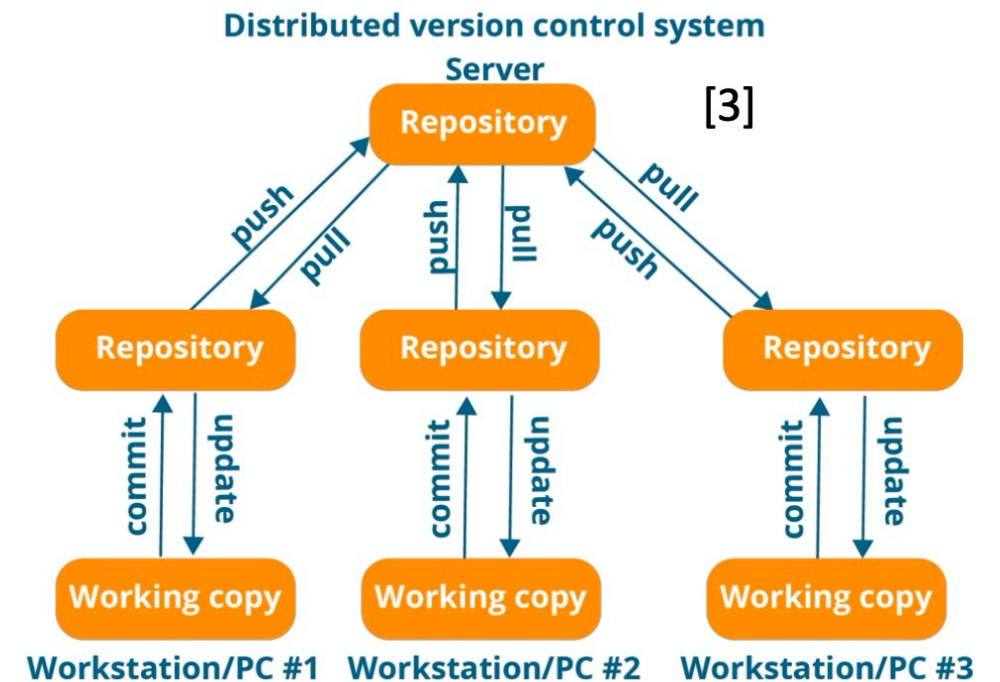 Distributed version control system
Server
Repository
[3]
push
pull
push
pull
push
pull
Repository
Repository
Repository
commit
update
commit
update
commit
update
Working copy
Working copy
Working copy
Workstation/PC #1
Workstation/PC #2
Workstation/PC #3